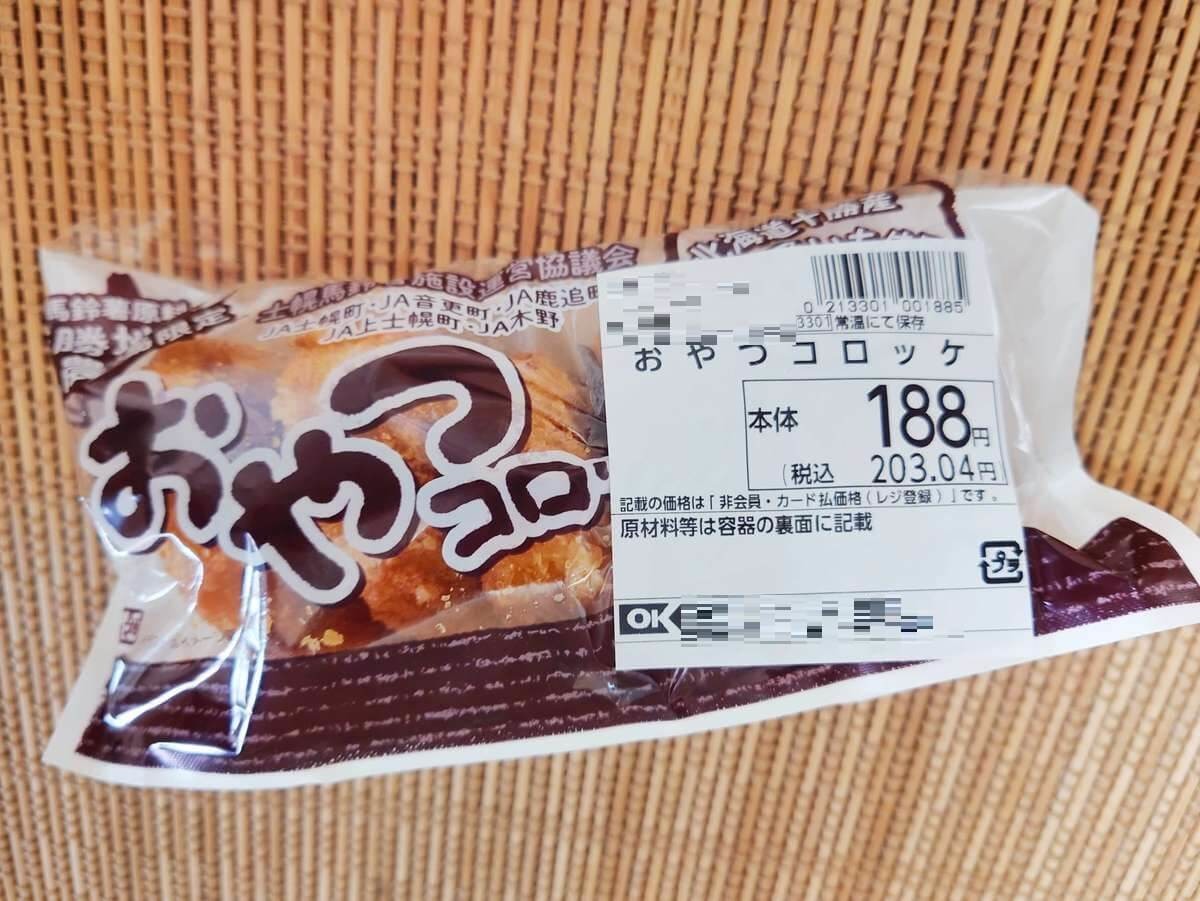 馬鈴薯原料
勝 限定
士幌馬鈴 施設運営協議会
JA士幌町・JA音更町・JA鹿追町
JA上士幌町・JA木野
北海道十勝産
おやつ
コロッ
0 213301 001885
3301 常温にて保存
おやつコロッケ
本体 188円
(税込 203.04円)
記載の価格は「非会員・カード払価格(レジ登録)」です。
原材料等は容器の裏面に記載
プラ
OK